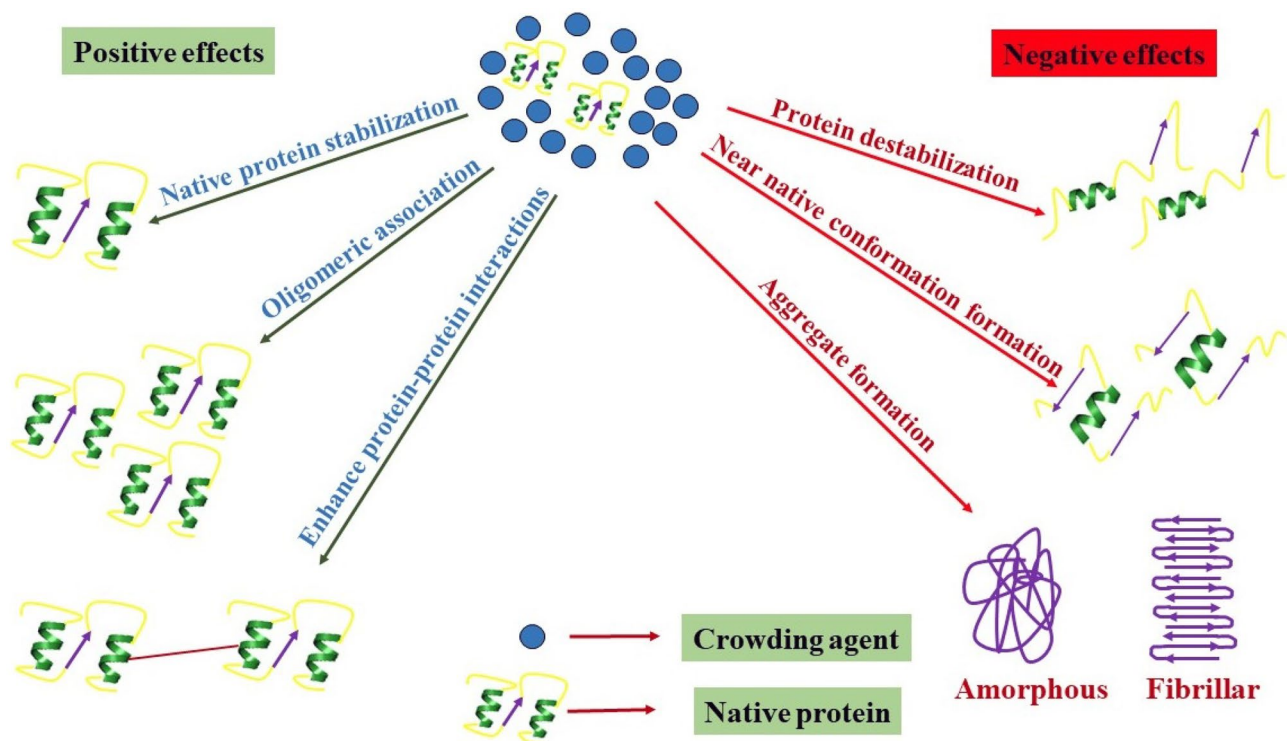 Positive effects
Negative effects
Native protein stabilization
Oligomeric association
Enhance protein-protein interactions
Protein destabilization
Near native conformation formation
Aggregate formation
Amorphous
Fibrillar
Crowding agent
Native protein